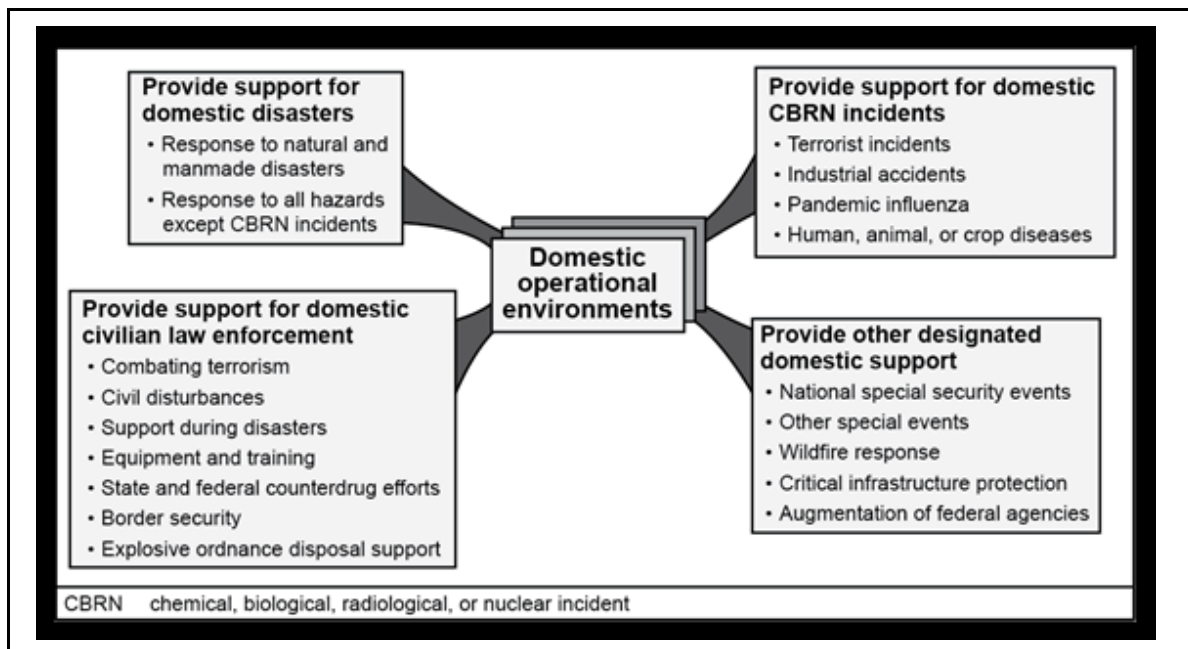 Provide support for
domestic disasters
• Response to natural and
manmade disasters
• Response to all hazards
except CBRN incidents
Provide support for domestic
CBRN incidents
• Terrorist incidents
• Industrial accidents
• Pandemic influenza
• Human, animal, or crop diseases
Domestic
operational
environments
Provide support for domestic
civilian law enforcement
• Combating terrorism
• Civil disturbances
• Support during disasters
• Equipment and training
• State and federal counterdrug efforts
• Border security
• Explosive ordnance disposal support
Provide other designated
domestic support
• National special security events
• Other special events
• Wildfire response
• Critical infrastructure protection
• Augmentation of federal agencies
CBRN chemical, biological, radiological, or nuclear incident